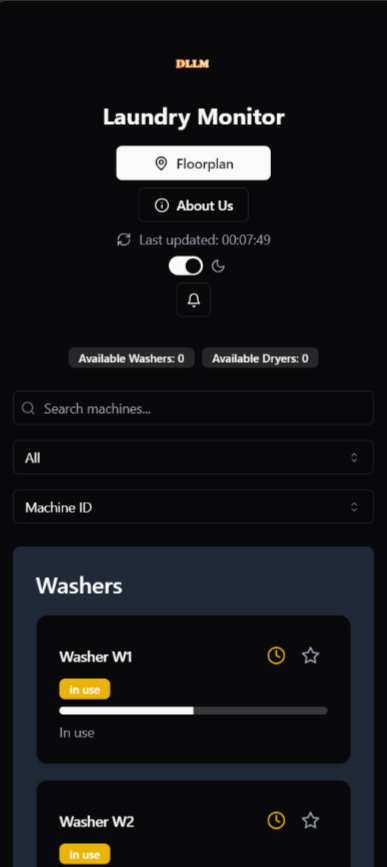 DLLM
Laundry Monitor
Floorplan
About Us
Last updated: 00:07:49
Available Washers: 0 Available Dryers: 0
Search machines...
All
Machine ID
Washers
Washer W1
In use
In use
Washer W2
In use